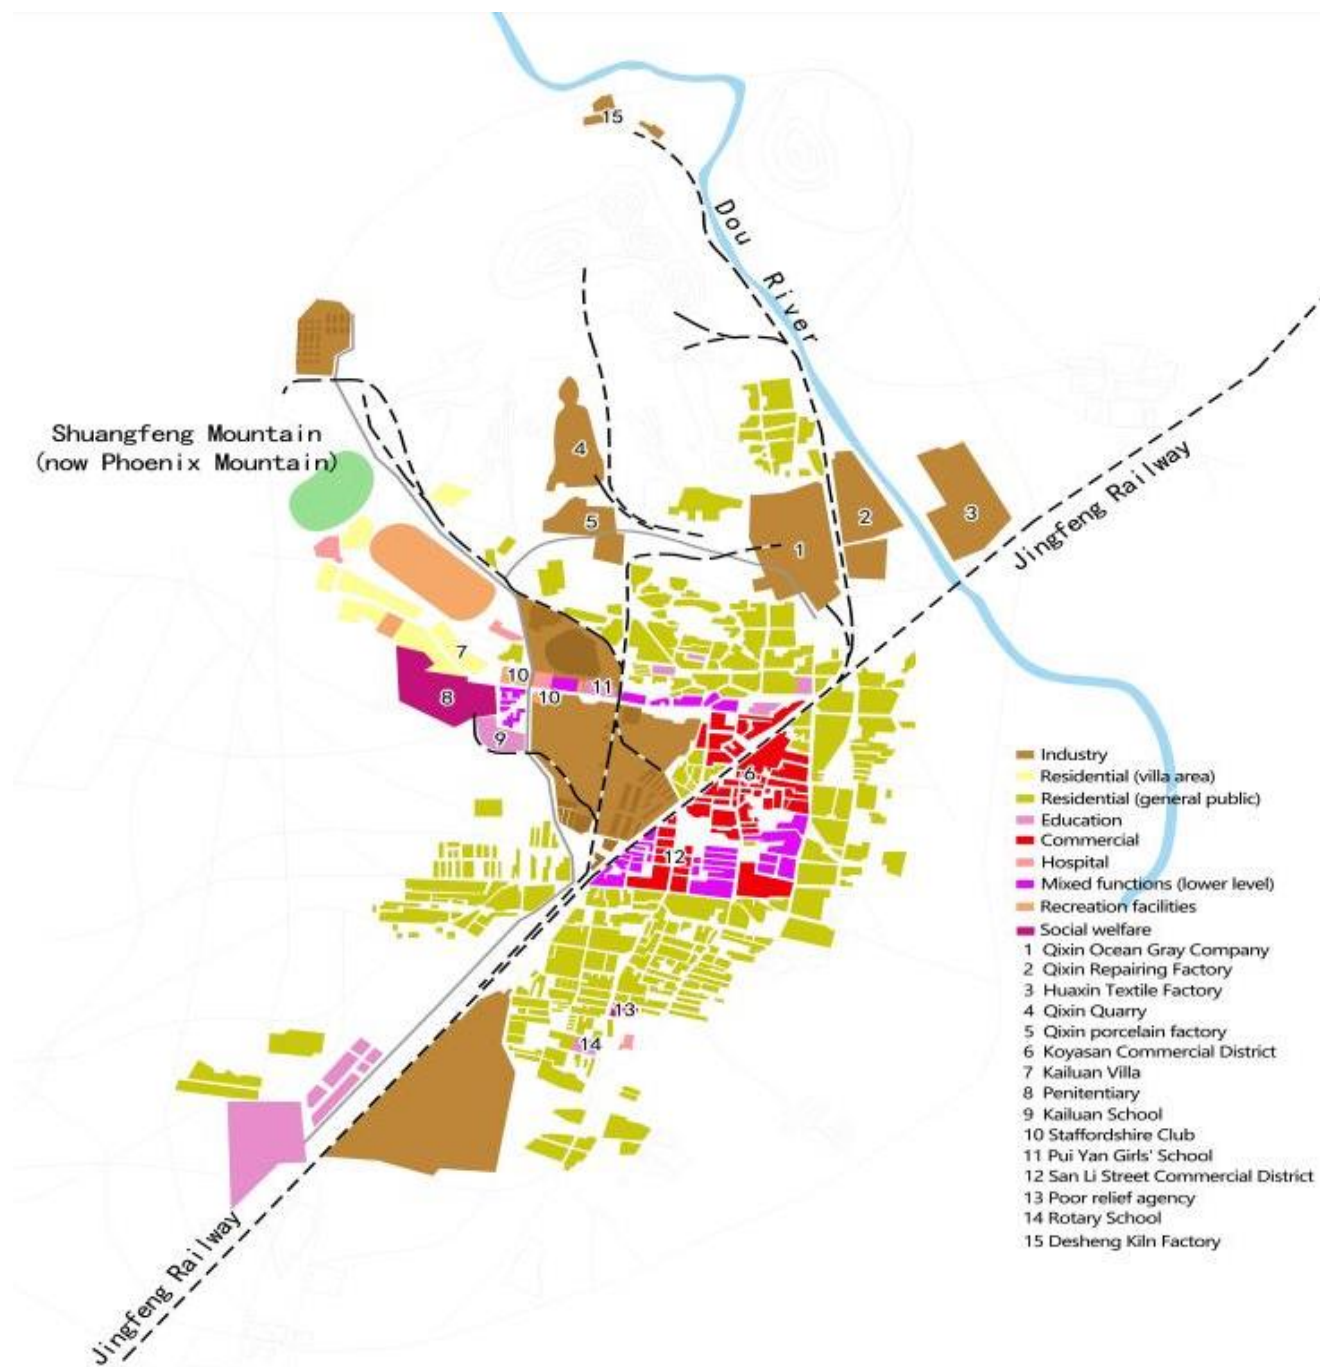 15
Dou River
Shuangfeng Mountain
(now Phoenix Mountain)
4
5
2
3
1
Jingfeng Railway
7
10
11
8
10
9
6
12
13
14
Jingfeng Railway
Industry
Residential (villa area)
Residential (general public)
Education
Commercial
Hospital
Mixed functions (lower level)
Recreation facilities
Social welfare
1 Qixin Ocean Gray Company
2 Qixin Repairing Factory
3 Huaxin Textile Factory
4 Qixin Quarry
5 Qixin porcelain factory
6 Koyasan Commercial District
7 Kailuan Villa
8 Penitentiary
9 Kailuan School
10 Staffordshire Club
11 Pui Yan Girls' School
12 San Li Street Commercial District
13 Poor relief agency
14 Rotary School
15 Desheng Kiln Factory